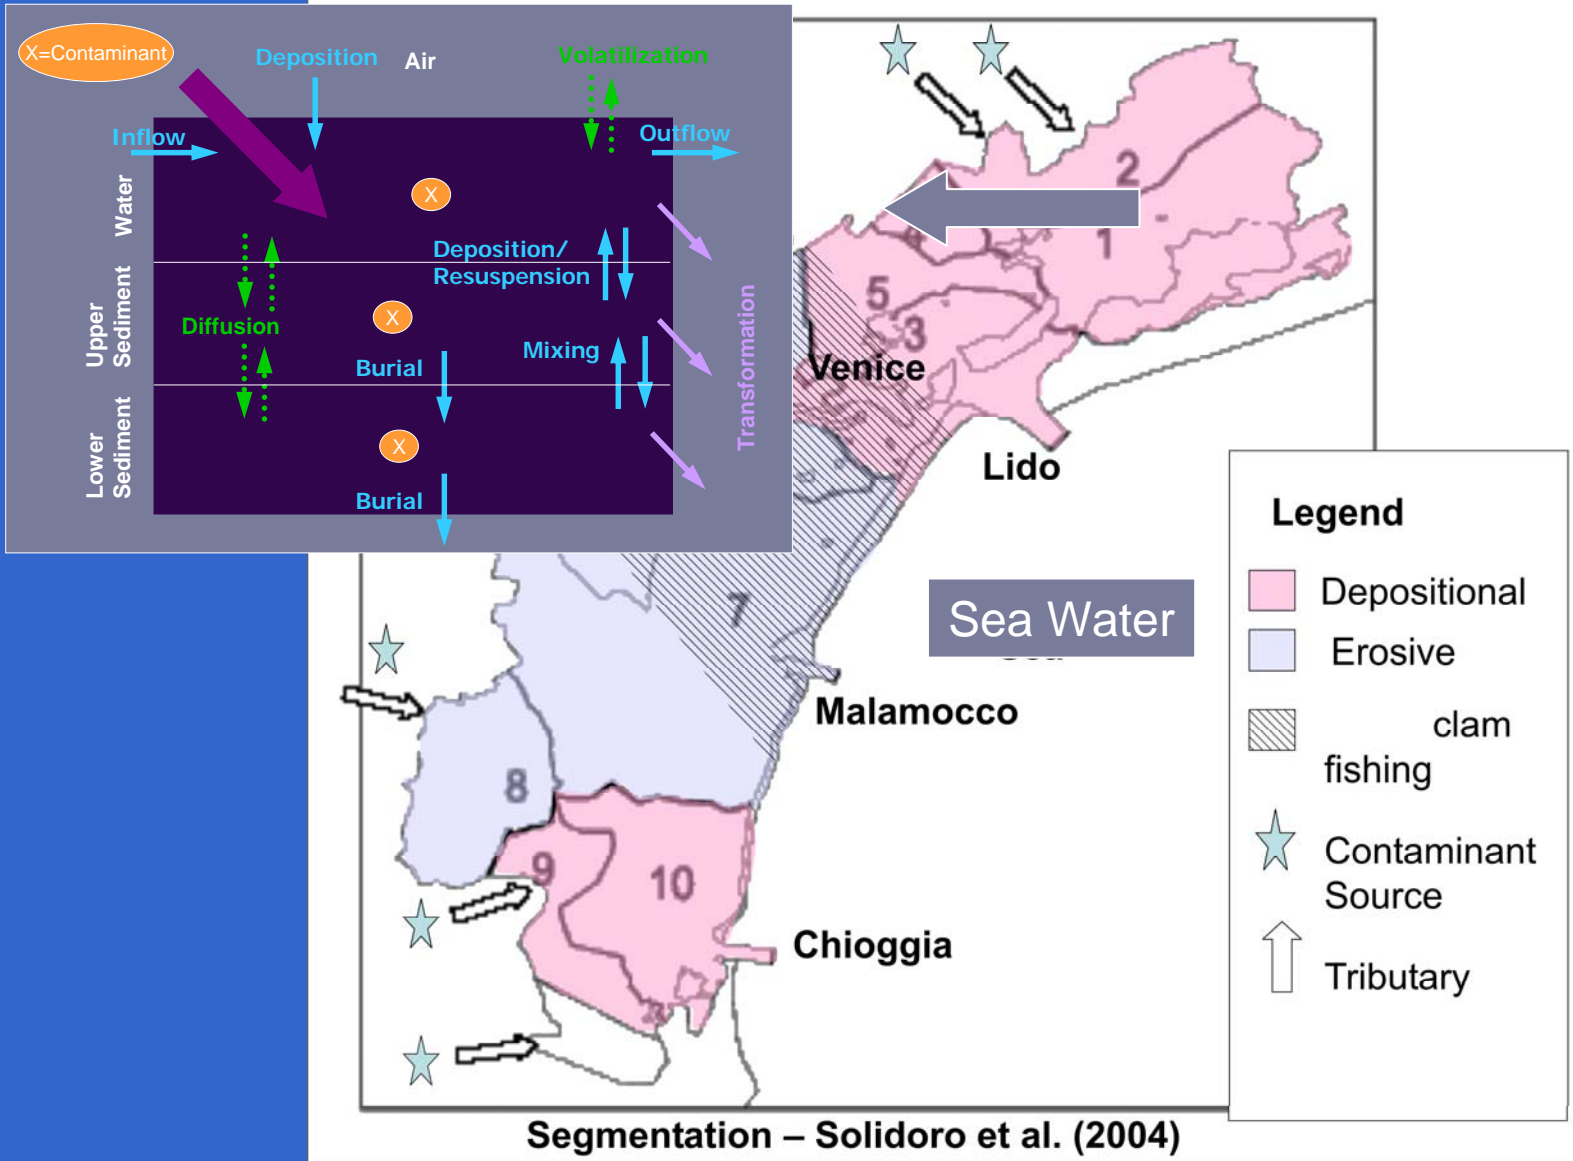 X=Contaminant
Deposition
Air
Volatilization
Inflow
Outflow
Water
X
Deposition/
Resuspension
Upper
Sediment
X
Diffusion
Mixing
Burial
Transformation
Lower
Sediment
X
Burial
2
1
5
3
Venice
Lido
7
Sea Water
Malamocco
8
9
10
Chioggia
Legend
Depositional
Erosive
clam
fishing
Contaminant
Source
Tributary
Segmentation – Solidoro et al. (2004)